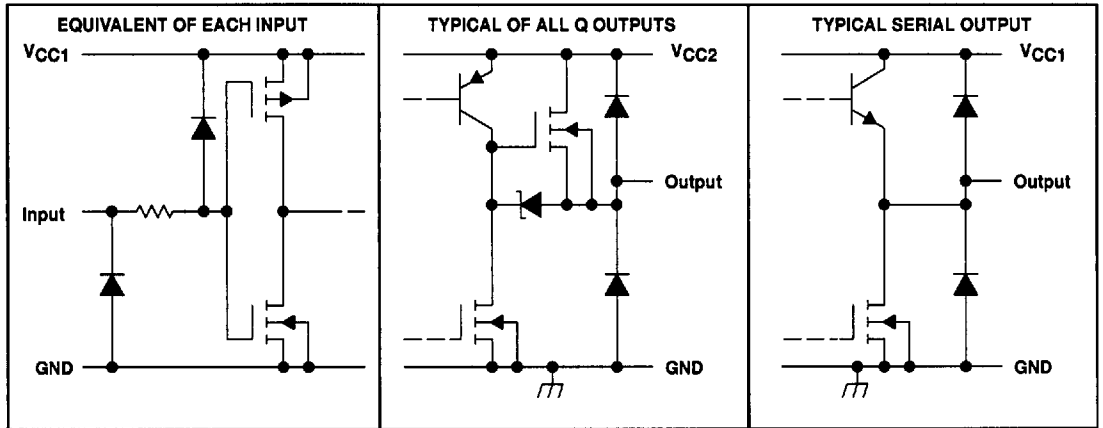 EQUIVALENT OF EACH INPUT
VCC1
Input
GND
TYPICAL OF ALL Q OUTPUTS
VCC2
Output
GND
TYPICAL SERIAL OUTPUT
VCC1
Output
GND